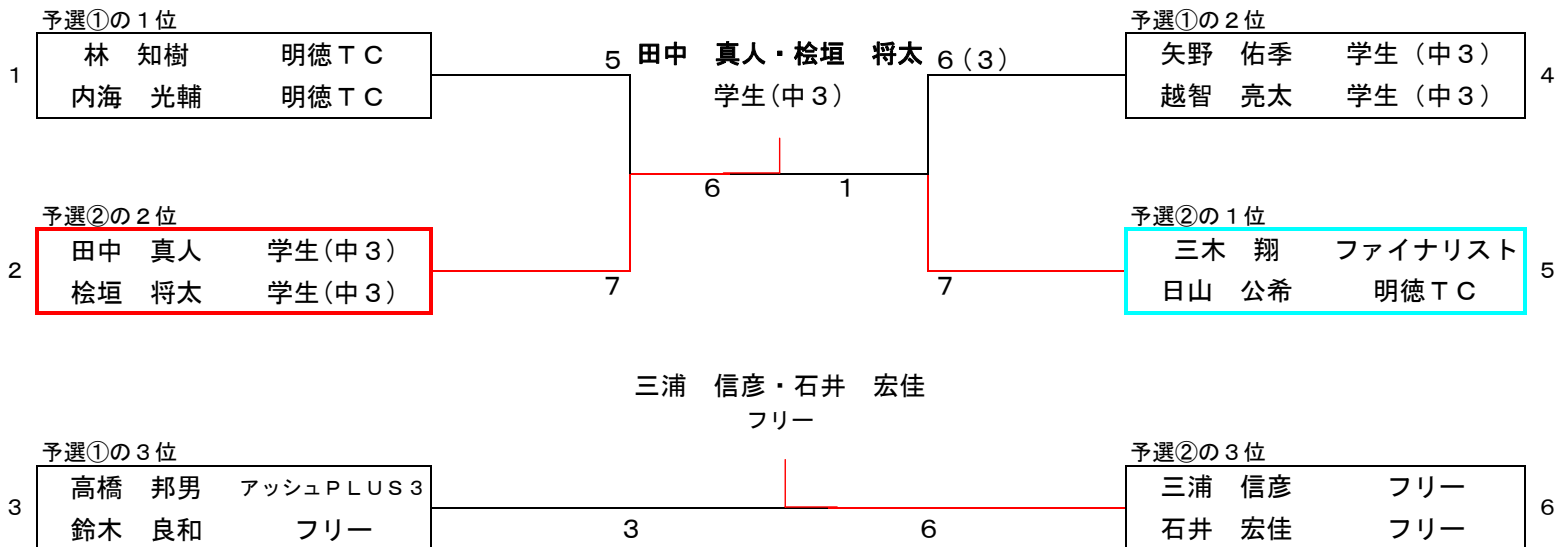 予選①の１位
1
林　知樹　明徳ＴＣ
内海　光輔　明徳ＴＣ
5
田中　真人・桧垣　将太
学生(中３)
6(3)
予選①の２位
矢野　佑季　学生（中３）
越智　亮太　学生（中３）
4
6
1
予選②の２位
2
田中　真人　学生(中３)
桧垣　将太　学生(中３)
7
7
予選②の１位
三木　翔　ファイナリスト
日山　公希　明徳ＴＣ
5
三浦　信彦・石井　宏佳
フリー
予選①の３位
3
高橋　邦男　アッシュＰＬＵＳ３
鈴木　良和　フリー
3
6
予選②の３位
三浦　信彦　フリー
石井　宏佳　フリー
6